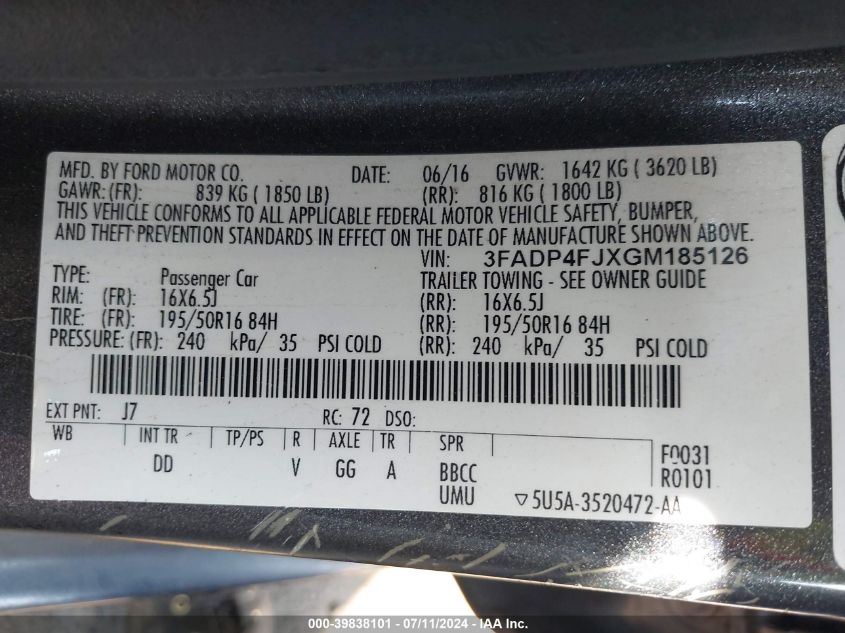 MFD. BY FORD MOTOR CO. DATE: 06/16 GVWR: 1642 KG ( 3620 LB)
GAWR: (FR): 839 KG ( 1850 LB) (RR): 816 KG ( 1800 LB)
THIS VEHICLE CONFORMS TO ALL APPLICABLE FEDERAL MOTOR VEHICLE SAFETY, BUMPER,
AND THEFT PREVENTION STANDARDS IN EFFECT ON THE DATE OF MANUFACTURE SHOWN ABOVE.
VIN: 3FADP4FJXGM185126
TYPE: Passenger Car TRAILER TOWING - SEE OWNER GUIDE
RIM: (FR): 16X6.5J (RR): 16X6.5J
TIRE: (FR): 195/50R16 84H (RR): 195/50R16 84H
PRESSURE: (FR): 240 kPa/ 35 PSI COLD (RR): 240 kPa/ 35 PSI COLD
EXT PNT: J7 RC: 72 DSO:
WB INT TR TP/PS R AXLE TR SPR F0031
DD V GG A BBCC R0101
UMU ▽5U5A-3520472-AA
000-39838101 - 07/11/2024 - IAA Inc.